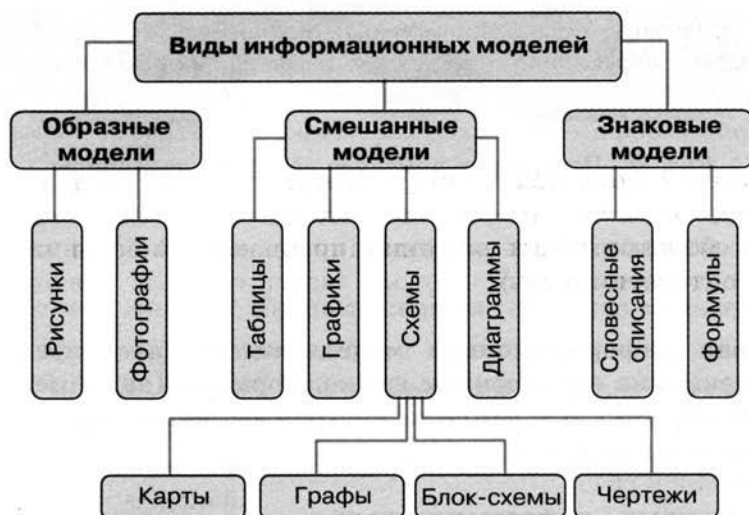 Виды информационных моделей
Образные
модели
Смешанные
модели
Знаковые
модели
Рисунки
Фотографии
Таблицы
Графики
Схемы
Диаграммы
Словесные
описания
Формулы
Карты
Графы
Блок-схемы
Чертежи